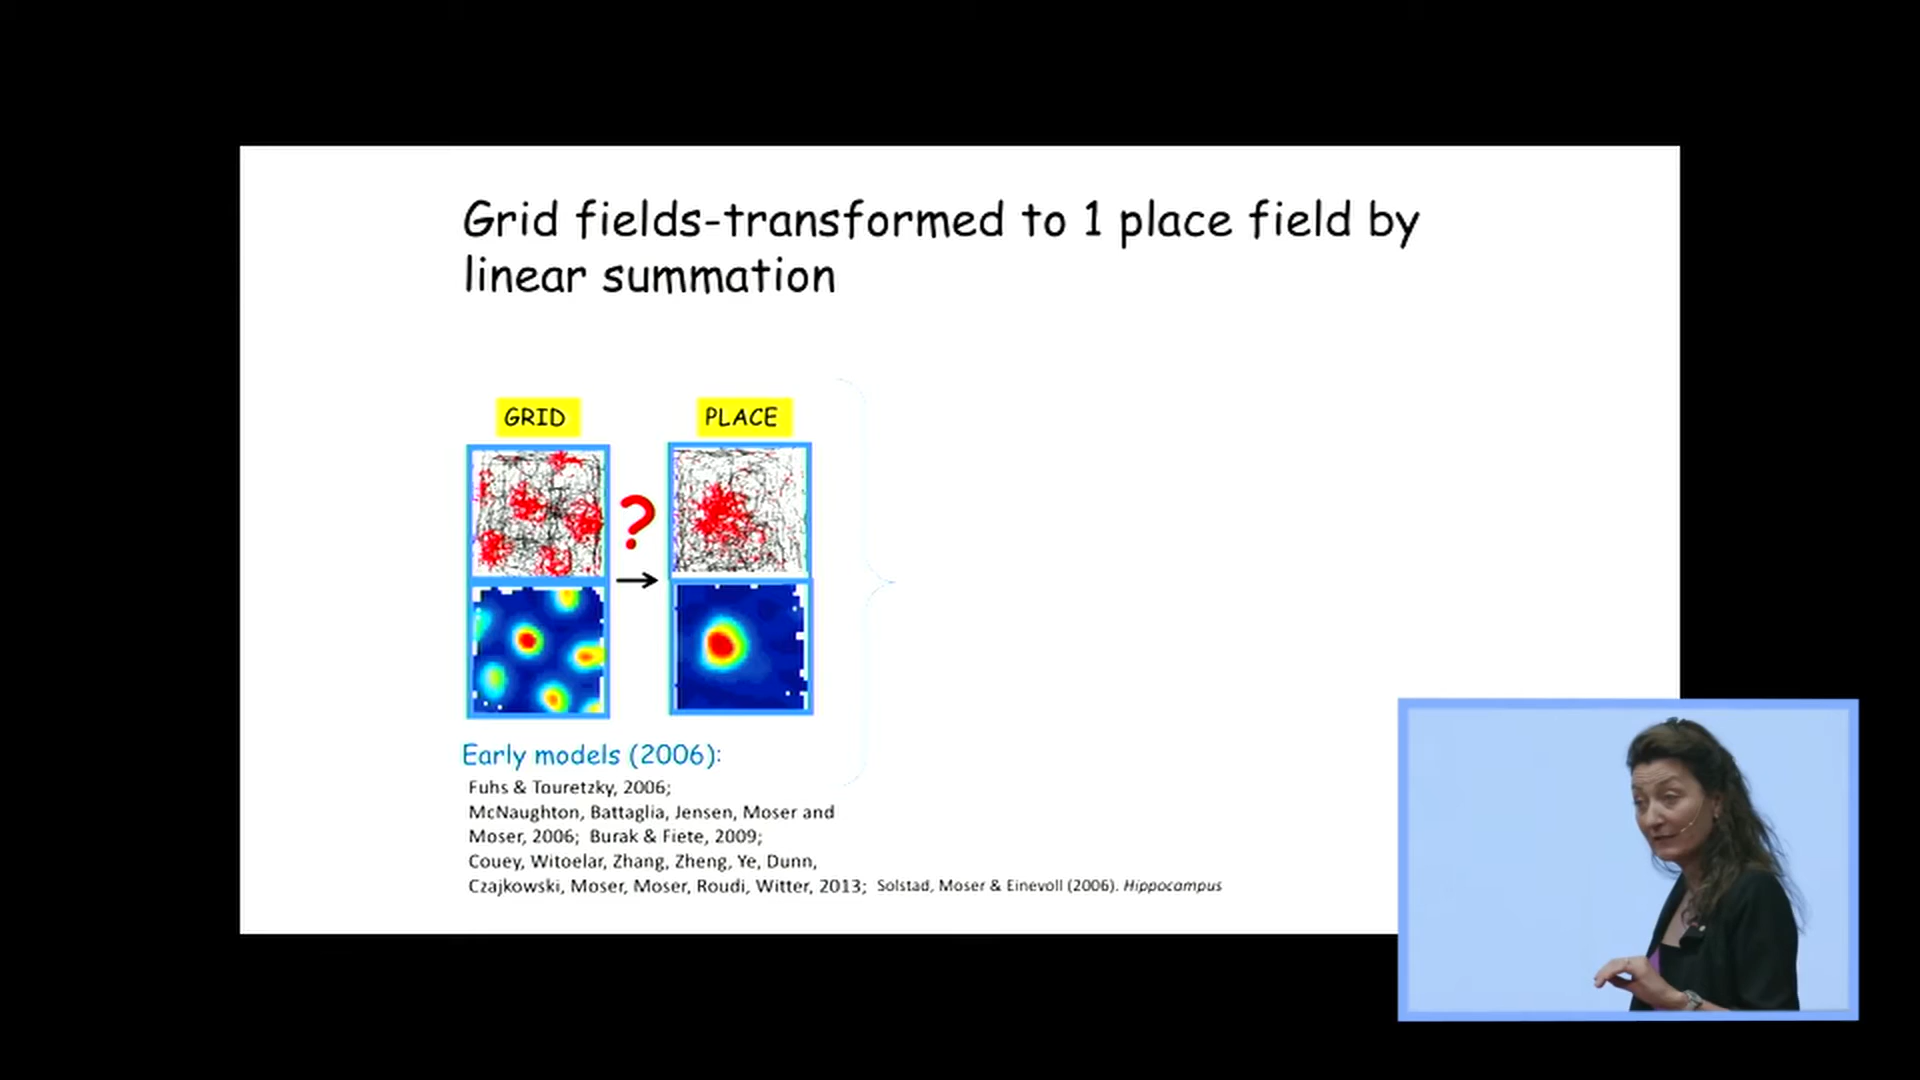 Grid fields-transformed to 1 place field by
linear summation
GRID
PLACE
?
Early models (2006):
Fuhs & Touretzky, 2006;
McNaughton, Battaglia, Jensen, Moser and
Moser, 2006; Burak & Fiete, 2009;
Couey, Witoelar, Zhang, Zheng, Ye, Dunn,
Czajkowski, Moser, Moser, Roudi, Witter, 2013; Solstad, Moser & Einevoll (2006). Hippocampus